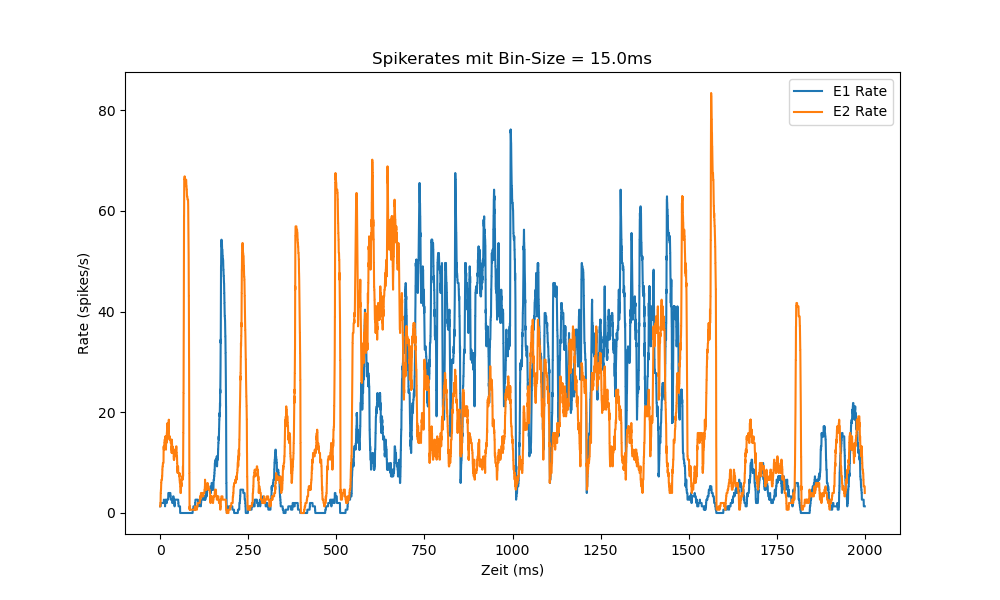 Spikerates mit Bin-Size = 15.0ms
E1 Rate
E2 Rate
Rate (spikes/s)
80
60
40
20
0
0 250 500 750 1000 1250 1500 1750 2000
Zeit (ms)